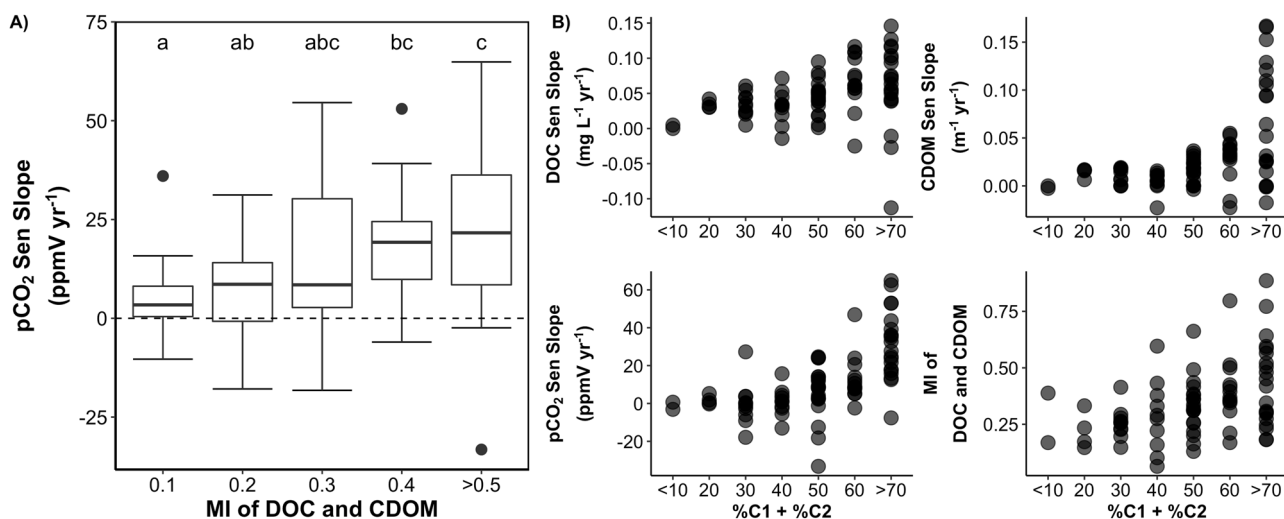 A)
pCO₂ Sen Slope
(ppmV yr⁻¹)
75
50
25
0
-25
a ab abc bc c
0.1 0.2 0.3 0.4 >0.5
MI of DOC and CDOM
B)
DOC Sen Slope
(mg L⁻¹ yr⁻¹)
0.15
0.10
0.05
0.00
-0.05
-0.10
<10 20 30 40 50 60 >70
CDOM Sen Slope
(m⁻¹ yr⁻¹)
0.15
0.10
0.05
0.00
<10 20 30 40 50 60 >70
pCO₂ Sen Slope
(ppmV yr⁻¹)
60
40
20
0
-20
<10 20 30 40 50 60 >70
%C1 + %C2
MI of
DOC and CDOM
0.75
0.50
0.25
<10 20 30 40 50 60 >70
%C1 + %C2